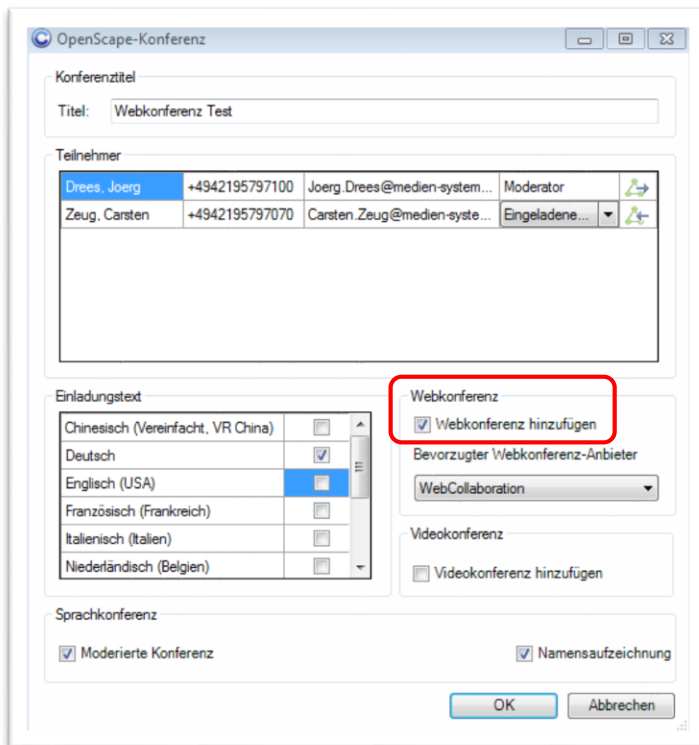 OpenScape-Konferenz
Konferenztitel
Titel: Webkonferenz Test
Teilnehmer
Drees, Joerg +4942195797100 Joerg.Drees@medien-system... Moderator
Zeug, Carsten +4942195797070 Carsten.Zeug@medien-syste... Eingeladene...
Einladungstext
Chinesisch (Vereinfacht, VR China)
Deutsch
Englisch (USA)
Französisch (Frankreich)
Italienisch (Italien)
Niederländisch (Belgien)
Webkonferenz
Webkonferenz hinzufügen
Bevorzugter Webkonferenz-Anbieter
WebCollaboration
Videokonferenz
Videokonferenz hinzufügen
Sprachkonferenz
Moderierte Konferenz Namensaufzeichnung
OK Abbrechen